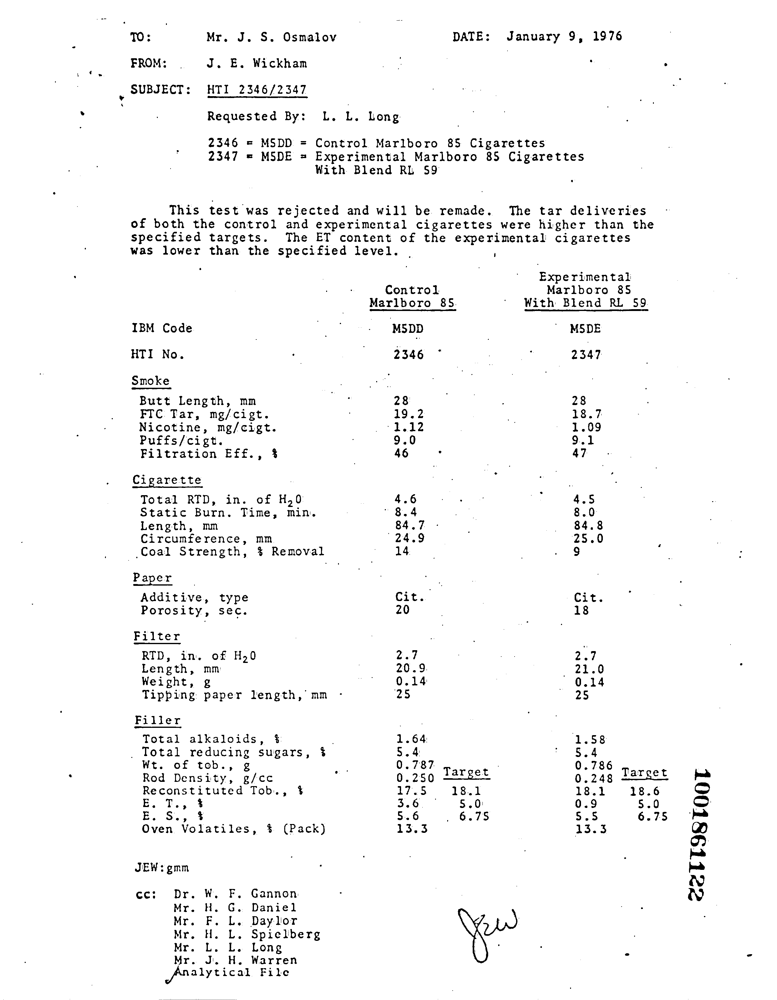 TO: Mr. J. S. Osmalov DATE: January 9, 1976
FROM: J. E. Wickham
SUBJECT: HTI 2346/2347
Requested By: L. L. Long
2346 = M5DD = Control Marlboro 85 Cigarettes
2347 = M5DE = Experimental Marlboro 85 Cigarettes
With Blend RL 59
This test was rejected and will be remade. The tar deliveries
of both the control and experimental cigarettes were higher than the
specified targets. The ET content of the experimental cigarettes
was lower than the specified level.
Experimental
Control Marlboro 85
Marlboro 85 With Blend RL 59
IBM Code M5DD M5DE
HTI No. 2346 2347
Smoke
Butt Length, mm 28 28
FTC Tar, mg/cigt. 19.2 18.7
Nicotine, mg/cigt. 1.12 1.09
Puffs/cigt. 9.0 9.1
Filtration Eff., % 46 47
Cigarette
Total RTD, in. of H2O 4.6 4.5
Static Burn. Time, min. 8.4 8.0
Length, mm 84.7 84.8
Circumference, mm 24.9 25.0
Coal Strength, % Removal 14 9
Paper
Additive, type Cit. Cit.
Porosity, sec. 20 18
Filter
RTD, in. of H2O 2.7 2.7
Length, mm 20.9 21.0
Weight, g 0.14 0.14
Tipping paper length, mm 25 25
Filler
Total alkaloids, % 1.64 1.58
Total reducing sugars, % 5.4 5.4
Wt. of tob., g 0.787 0.786
Rod Density, g/cc 0.250 Target 0.248 Target
Reconstituted Tob., % 17.5 18.1 18.1 18.6
E. T., % 3.6 5.0 0.9 5.0
E. S., % 5.6 6.75 5.5 6.75
Oven Volatiles, % (Pack) 13.3 13.3
JEW:gmm
cc: Dr. W. F. Gannon
Mr. H. G. Daniel
Mr. F. L. Daylor
Mr. H. L. Spielberg
Mr. L. L. Long
Mr. J. H. Warren
Analytical File
JEW
1001861122